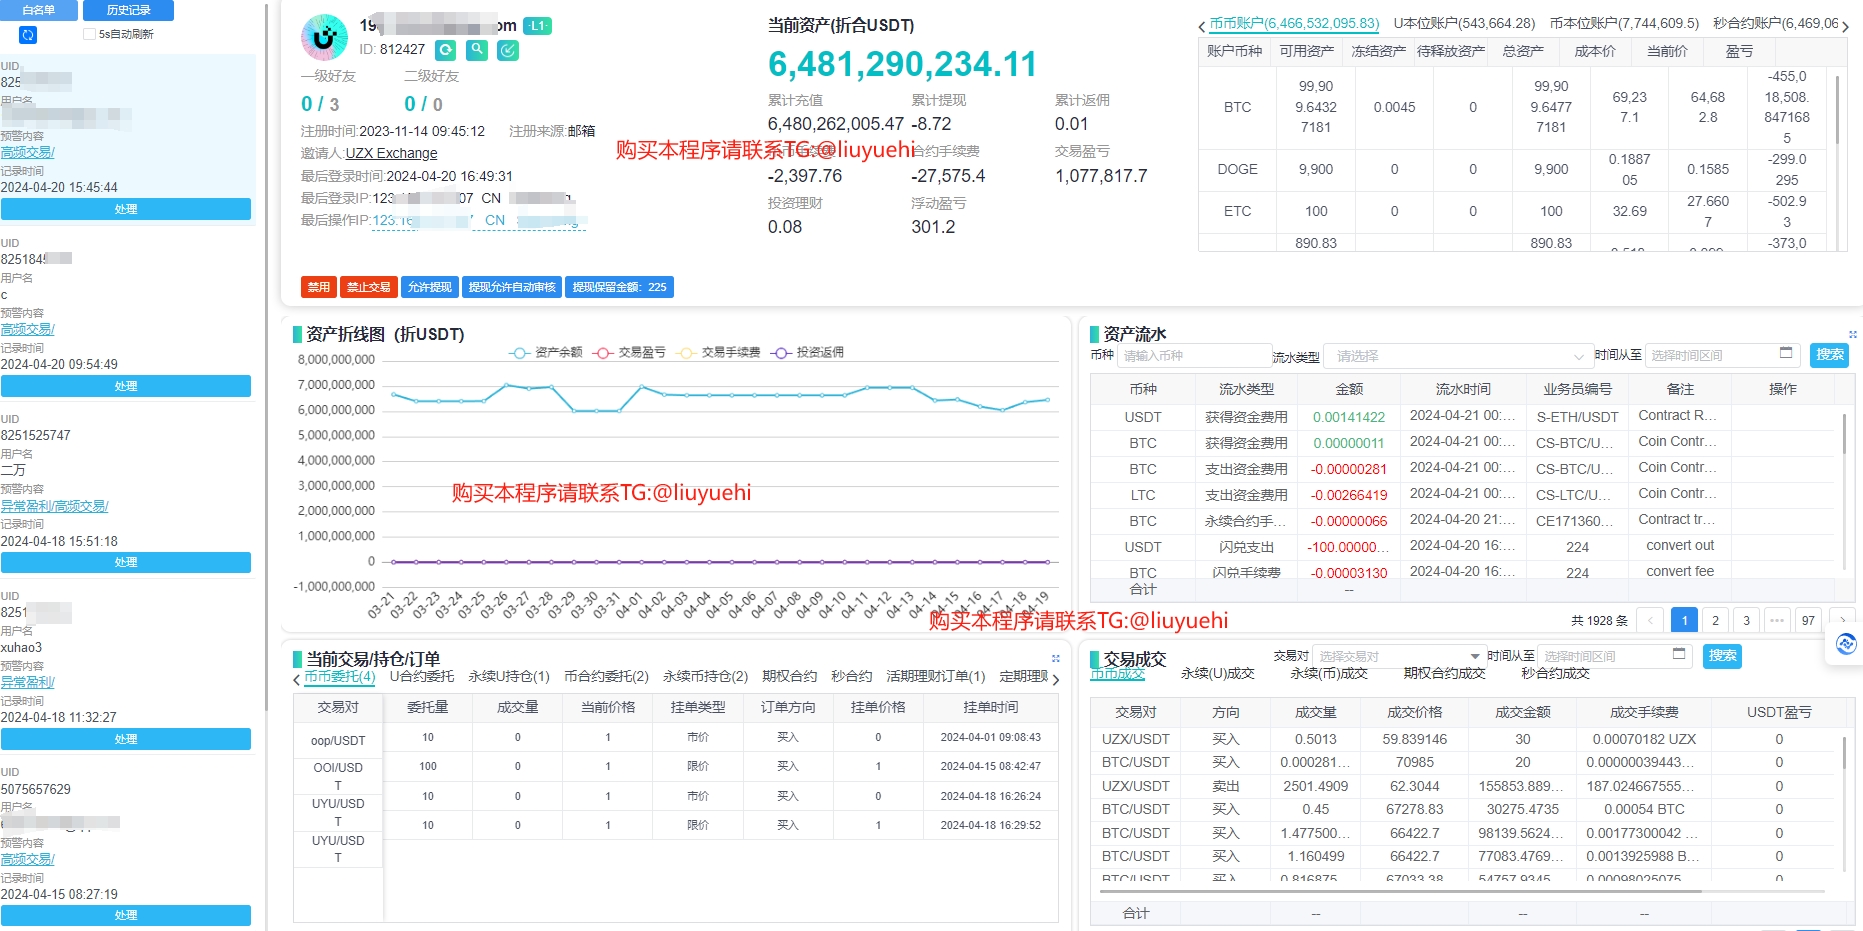 白名单
历史记录
5s自动刷新
UID
825
用户名
预警内容
高频交易/
记录时间
2024-04-20 15:45:44
处理
UID
825184
用户名
c
预警内容
高频交易/
记录时间
2024-04-20 09:54:49
处理
UID
8251525747
用户名
二万
预警内容
异常盈利/高频交易/
记录时间
2024-04-18 15:51:18
处理
UID
8251
用户名
xuhao3
预警内容
异常盈利/
记录时间
2024-04-18 11:32:27
处理
UID
5075657629
用户名
预警内容
高频交易/
记录时间
2024-04-15 08:27:19
处理
19 om -L1-
ID: 812427
一级好友 二级好友
0 / 3 0 / 0
注册时间:2023-11-14 09:45:12 注册来源:邮箱
邀请人:UZX Exchange
最后登录时间:2024-04-20 16:49:31
最后登录IP:123. 07 CN
最后操作IP:123.16 7 CN
禁用 禁止交易 允许提现 提现允许自动审核 提现保留金额：225
当前资产(折合USDT)
6,481,290,234.11
累计充值 累计提现 累计返佣
6,480,262,005.47 -8.72 0.01
购买本程序请联系TG:@liuyuehi
合约手续费 交易盈亏
-2,397.76 -27,575.4 1,077,817.7
投资理财 浮动盈亏
0.08 301.2
币币账户(6,466,532,095.83) U本位账户(543,664.28) 币本位账户(7,744,609.5) 秒合约账户(6,469,06
账户币种 可用资产 冻结资产 待释放资产 总资产 成本价 当前价 盈亏
BTC 99,909.64327181 0.0045 0 99,909.64777181 69,237.1 64,682.8 -455,018,508.8471685
DOGE 9,900 0 0 9,900 0.188705 0.1585 -299.0295
ETC 100 0 0 100 32.69 27.6607 -502.93
890.83 890.83 -373,0
资产折线图（折USDT)
资产余额 交易盈亏 交易手续费 投资返佣
8,000,000,000
7,000,000,000
6,000,000,000
5,000,000,000
4,000,000,000
3,000,000,000
2,000,000,000
1,000,000,000
0
-1,000,000,000
购买本程序请联系TG:@liuyuehi
03-21 03-22 03-23 03-24 03-25 03-26 03-27 03-28 03-29 03-30 03-31 04-01 04-02 04-03 04-04 04-05 04-06 04-07 04-08 04-09 04-10 04-11 04-12 04-13 04-14 04-15 04-16 04-17 04-18 04-19
购买本程序请联系TG:@liuyuehi
资产流水
币种 请输入币种 流水类型 请选择 时间从至 选择时间区间 搜索
币种 流水类型 金额 流水时间 业务员编号 备注 操作
USDT 获得资金费用 0.00141422 2024-04-21 00:... S-ETH/USDT Contract R...
BTC 获得资金费用 0.00000011 2024-04-21 00:... CS-BTC/U... Coin Contr...
BTC 支出资金费用 -0.00000281 2024-04-21 00:... CS-BTC/U... Coin Contr...
LTC 支出资金费用 -0.00266419 2024-04-21 00:... CS-LTC/U... Coin Contr...
BTC 永续合约手... -0.00000066 2024-04-20 21:... CE171360... Contract tr...
USDT 闪兑支出 -100.00000... 2024-04-20 16:... 224 convert out
BTC 闪兑手续费 -0.00003130 2024-04-20 16:... 224 convert fee
合计 --
共 1928 条 1 2 3 ••• 97
当前交易/持仓/订单
币币委托(4) U合约委托 永续U持仓(1) 币合约委托(2) 永续币持仓(2) 期权合约 秒合约 活期理财订单(1) 定期理财
交易对 委托量 成交量 当前价格 挂单类型 订单方向 挂单价格 挂单时间
oop/USDT 10 0 1 市价 买入 0 2024-04-01 09:08:43
OOI/USDT 100 0 1 限价 买入 1 2024-04-15 08:42:47
UYU/USDT 10 0 1 市价 买入 0 2024-04-18 16:26:24
UYU/USDT 10 0 1 限价 买入 1 2024-04-18 16:29:52
交易成交
交易对 选择交易对 时间从至 选择时间区间 搜索
币币成交 永续(U)成交 永续(币)成交 期权合约成交 秒合约成交
交易对 方向 成交量 成交价格 成交金额 成交手续费 USDT盈亏
UZX/USDT 买入 0.5013 59.839146 30 0.00070182 UZX 0
BTC/USDT 买入 0.000281... 70985 20 0.00000039443... 0
UZX/USDT 卖出 2501.4909 62.3044 155853.889... 187.024667555... 0
BTC/USDT 买入 0.45 67278.83 30275.4735 0.00054 BTC 0
BTC/USDT 买入 1.477500... 66422.7 98139.5624... 0.00177300042 ... 0
BTC/USDT 买入 1.160499 66422.7 77083.4769... 0.0013925988 B... 0
BTC/USDT 买入 0.816875 67033.38 54757.9345 0.00098025075 0
合计 -- -- --